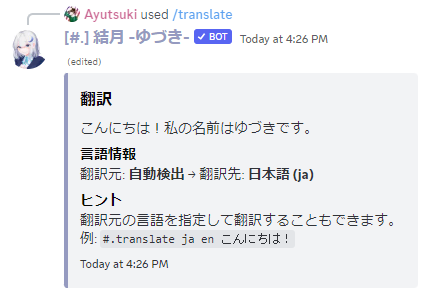 Ayutsuki used /translate
[#.] 結月 -ゆづき- ✓ BOT Today at 4:26 PM
(edited)
翻訳
こんにちは！私の名前はゆづきです。
言語情報
翻訳元: 自動検出 → 翻訳先: 日本語 (ja)
ヒント
翻訳元の言語を指定して翻訳することもできます。
例: #.translate ja en こんにちは！
Today at 4:26 PM